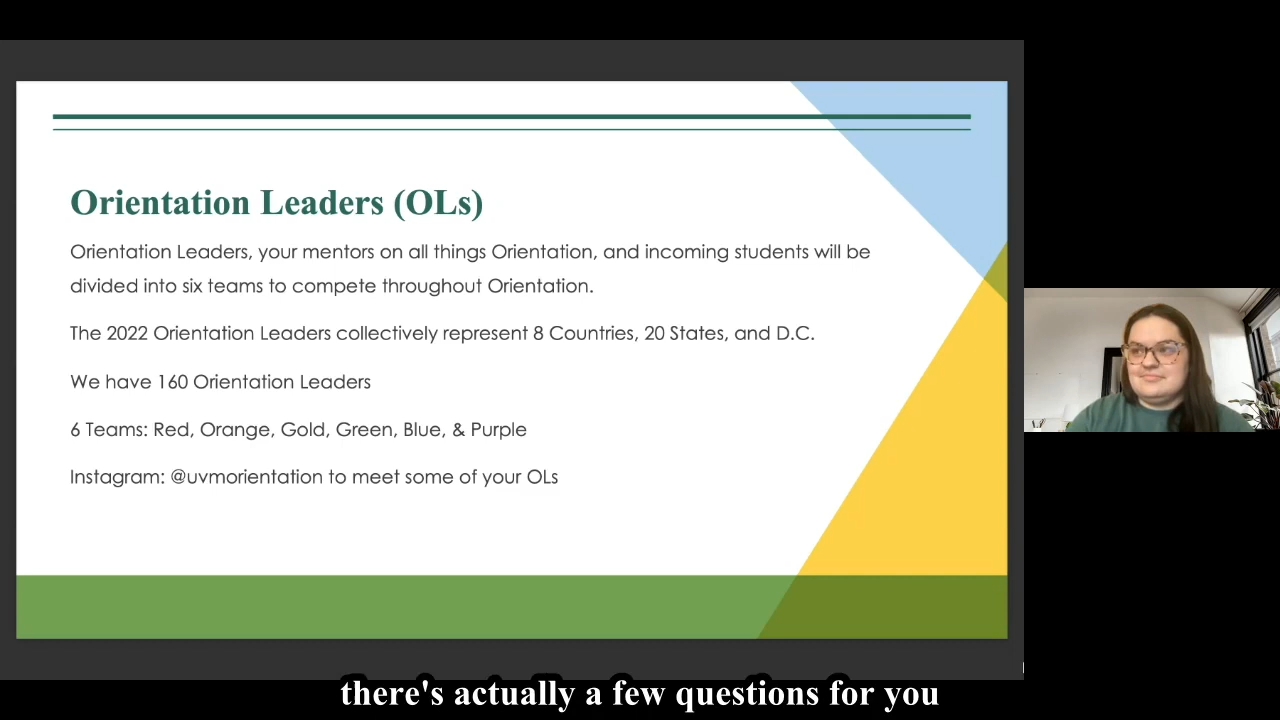 Orientation Leaders (OLs)
Orientation Leaders, your mentors on all things Orientation, and incoming students will be
divided into six teams to compete throughout Orientation.
The 2022 Orientation Leaders collectively represent 8 Countries, 20 States, and D.C.
We have 160 Orientation Leaders
6 Teams: Red, Orange, Gold, Green, Blue, & Purple
Instagram: @uvmorientation to meet some of your OLs
there's actually a few questions for you